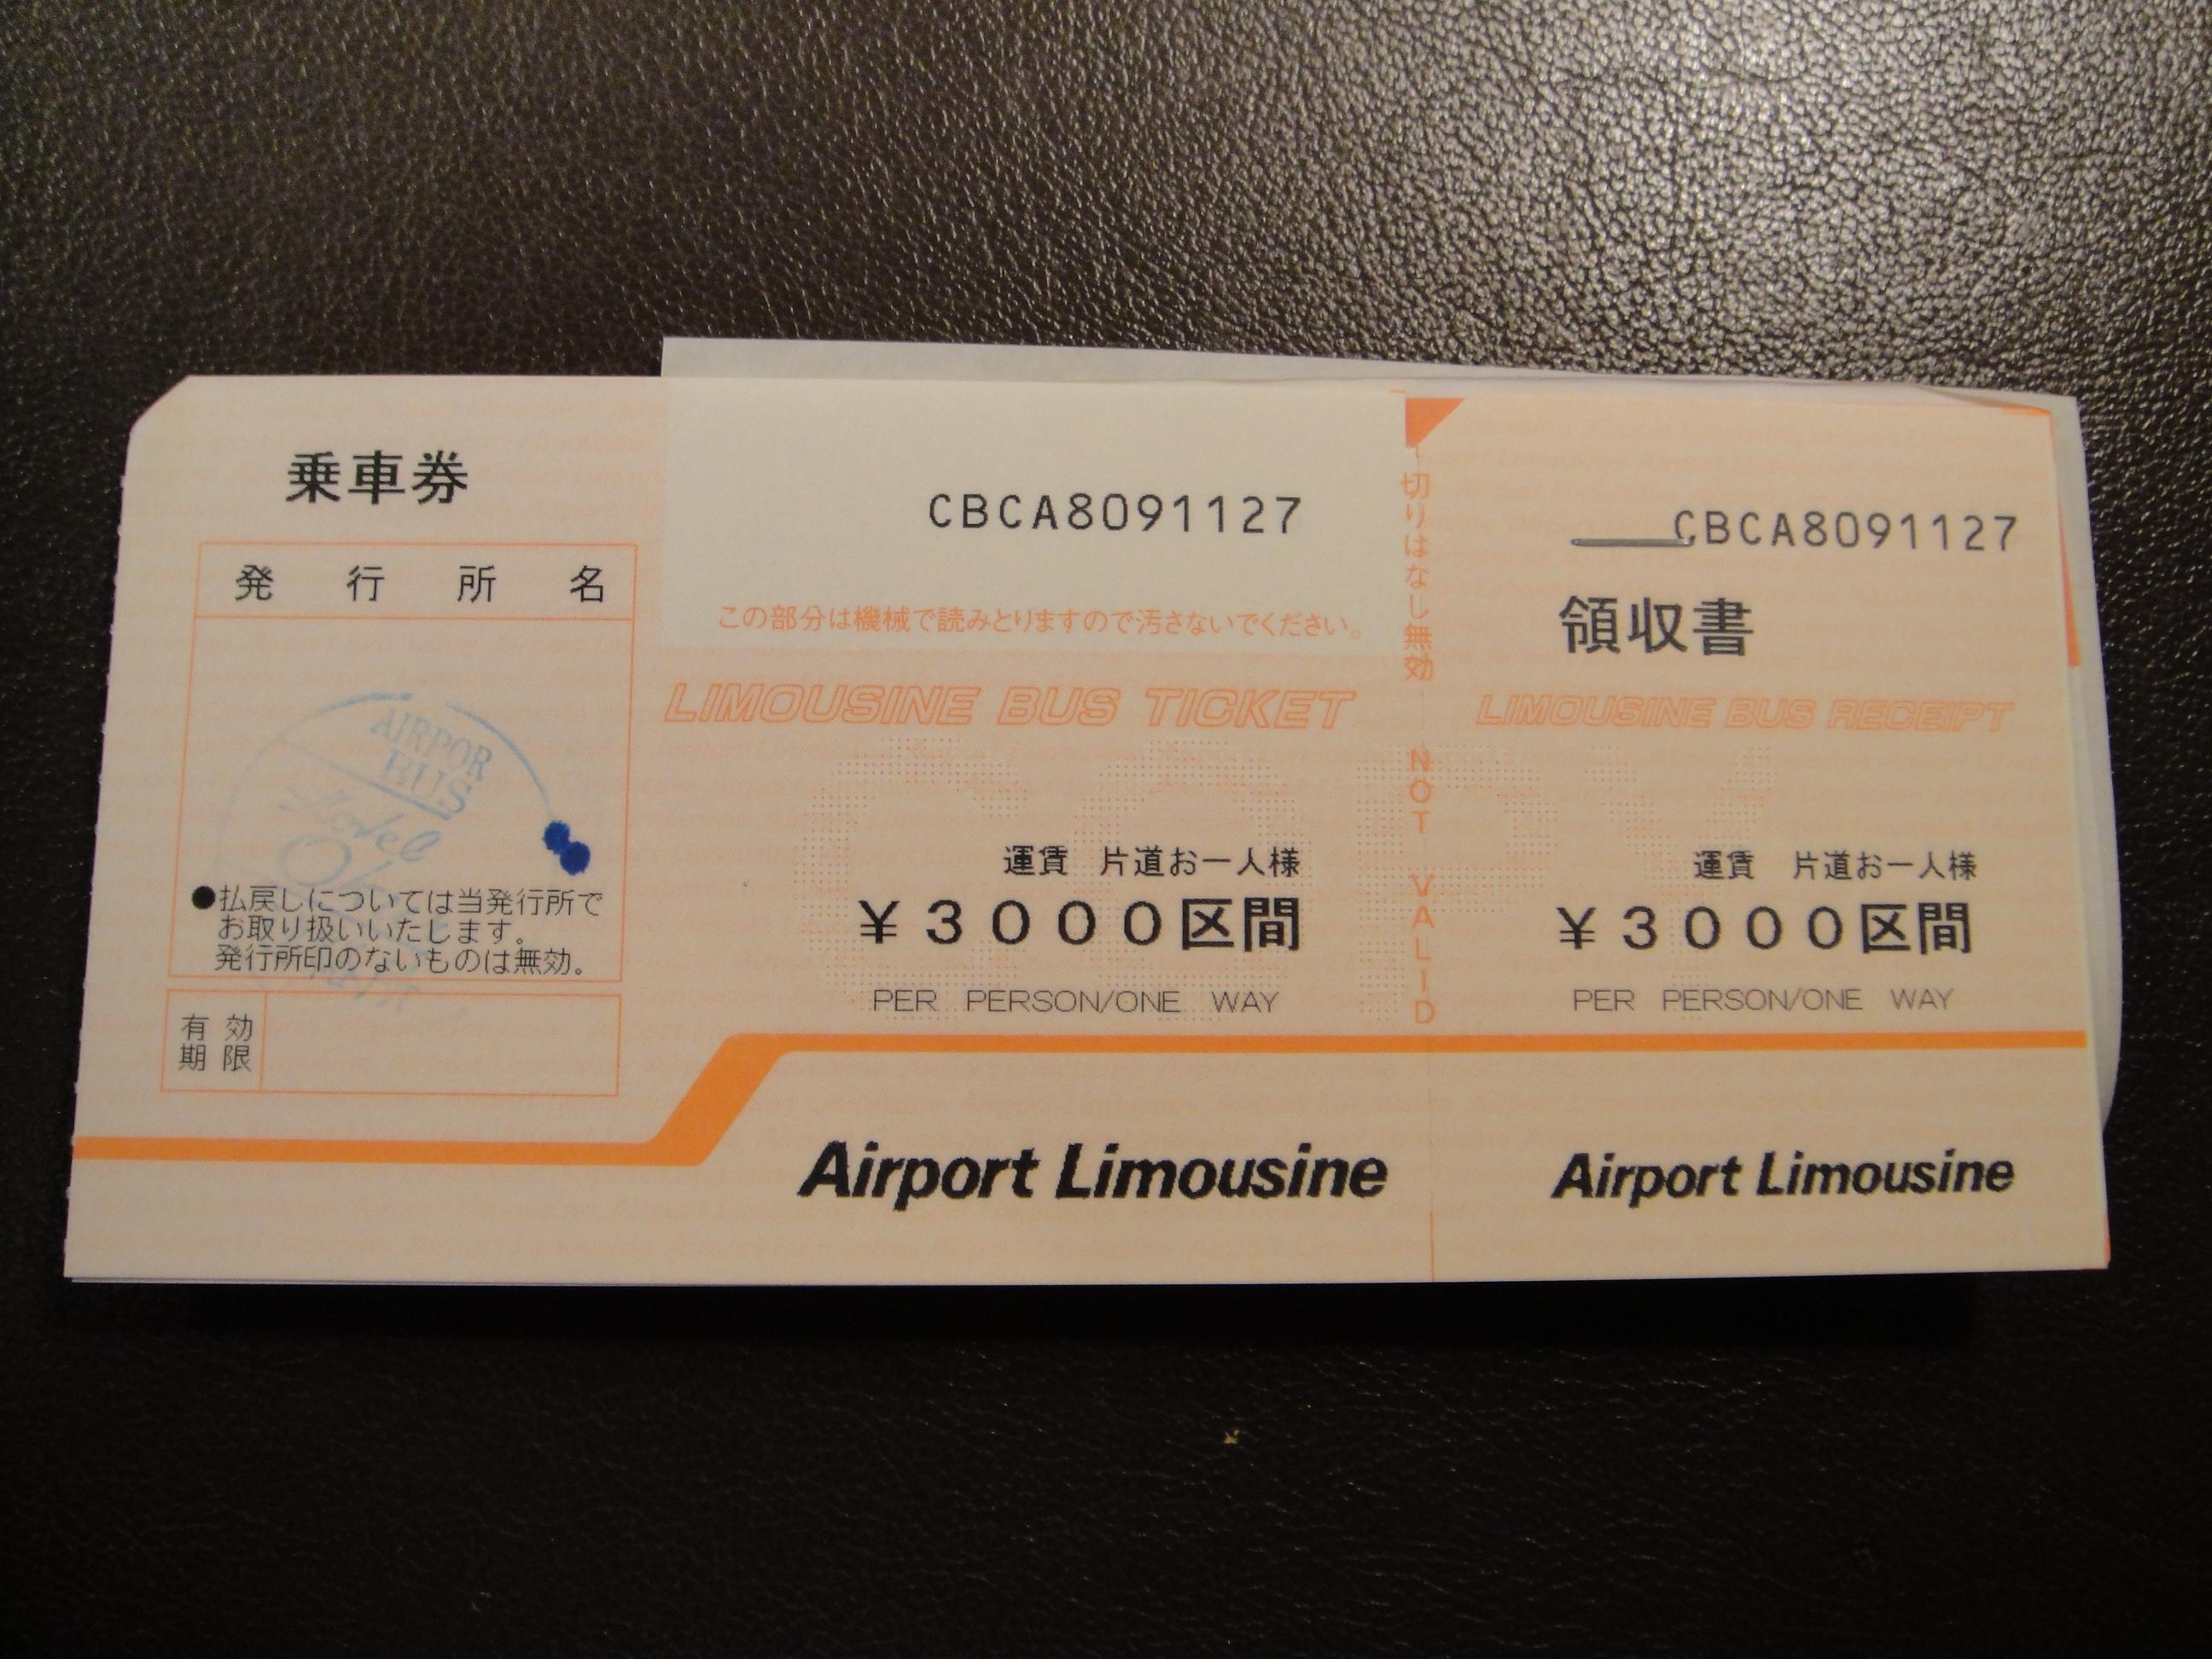 乗車券
発行所名
AIRPOR
BUS
Hotel
●払戻しについては当発行所で
お取り扱いいたします。
発行所印のないものは無効。
有効
期限
CBCA8091127
この部分は機械で読みとりますので汚さないでください。
LIMOUSINE BUS TICKET
COPY
運賃 片道お一人様
¥3000区間
PER PERSON/ONE WAY
Airport Limousine
切りはなし無効 NOT VALID
CBCA8091127
領収書
LIMOUSINE BUS RECEIPT
運賃 片道お一人様
¥3000区間
PER PERSON/ONE WAY
Airport Limousine